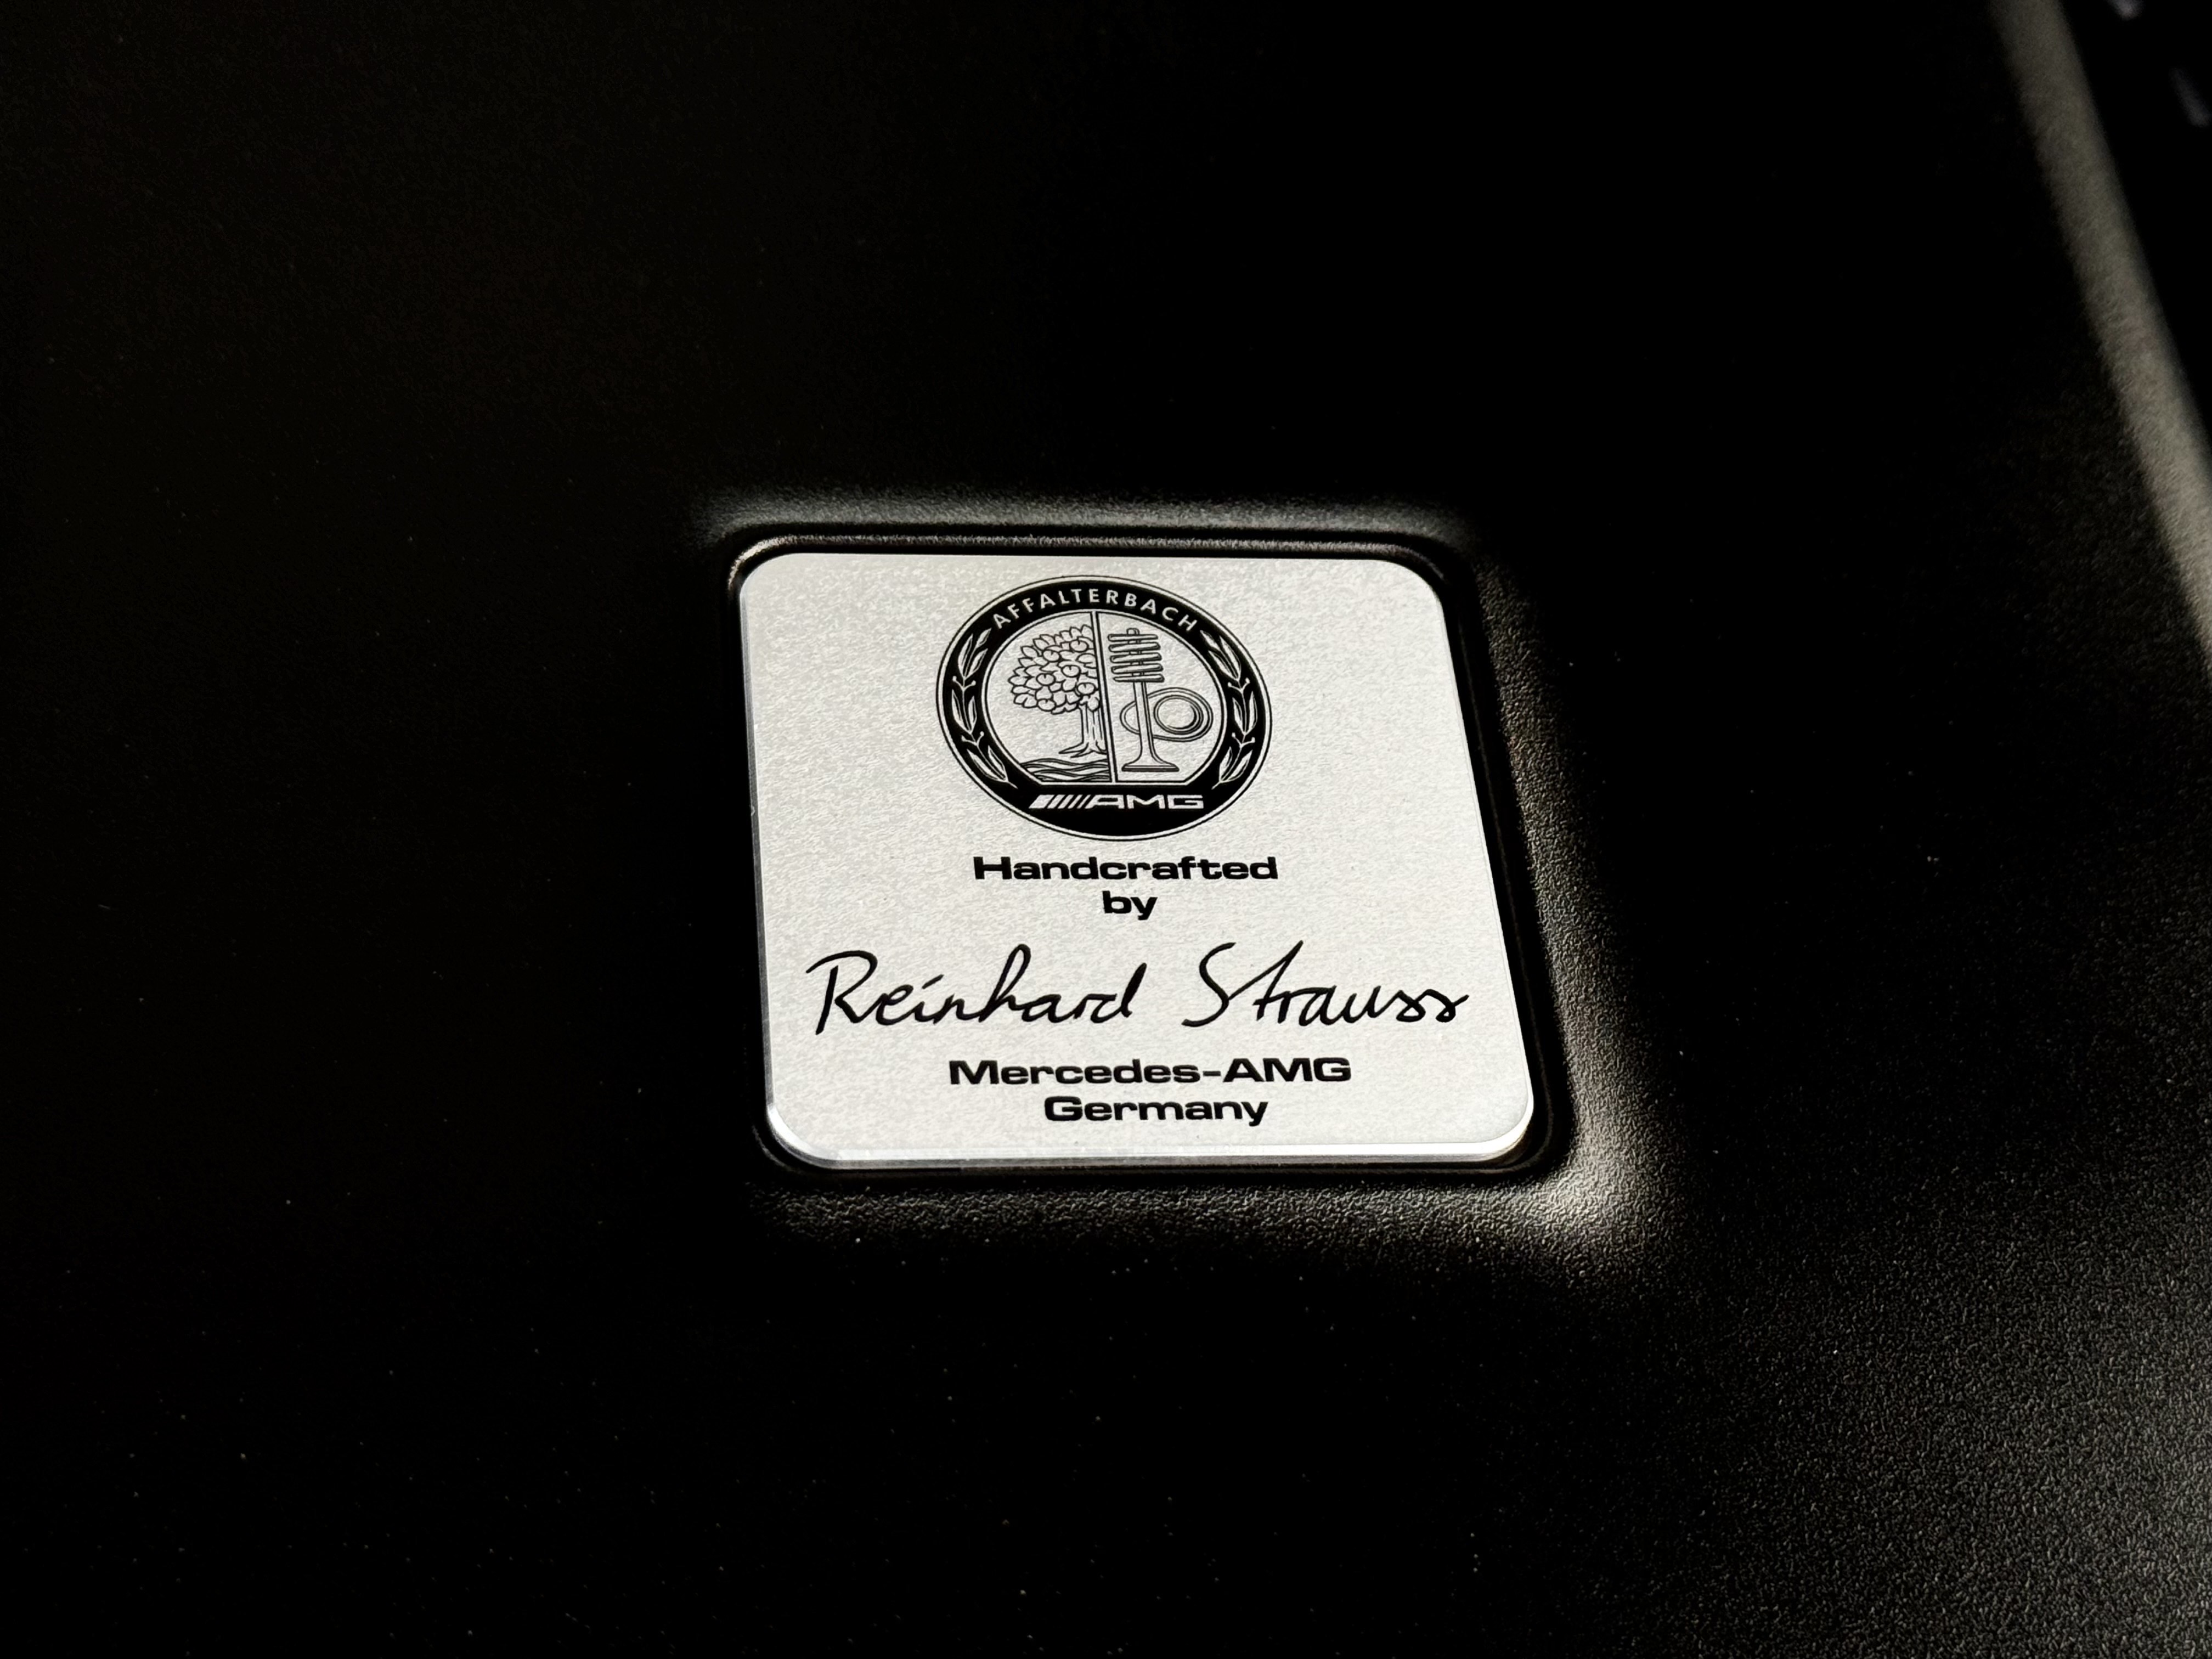 AFFALTERBACH
AMG
Handcrafted
by
Reinhard Strauss
Mercedes-AMG
Germany